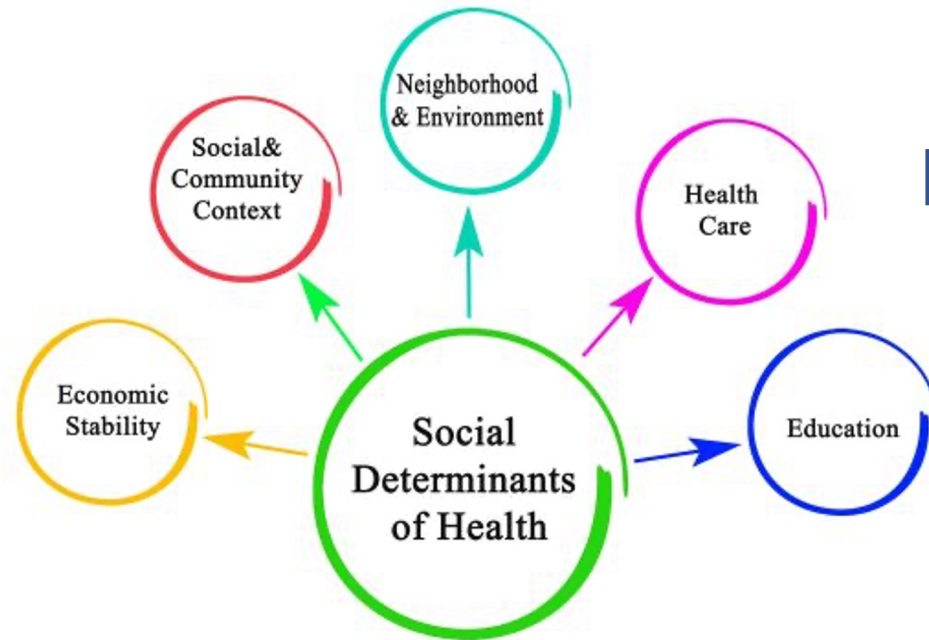 Neighborhood
& Environment
Social&
Community
Context
Health
Care
Economic
Stability
Education
Social
Determinants
of Health